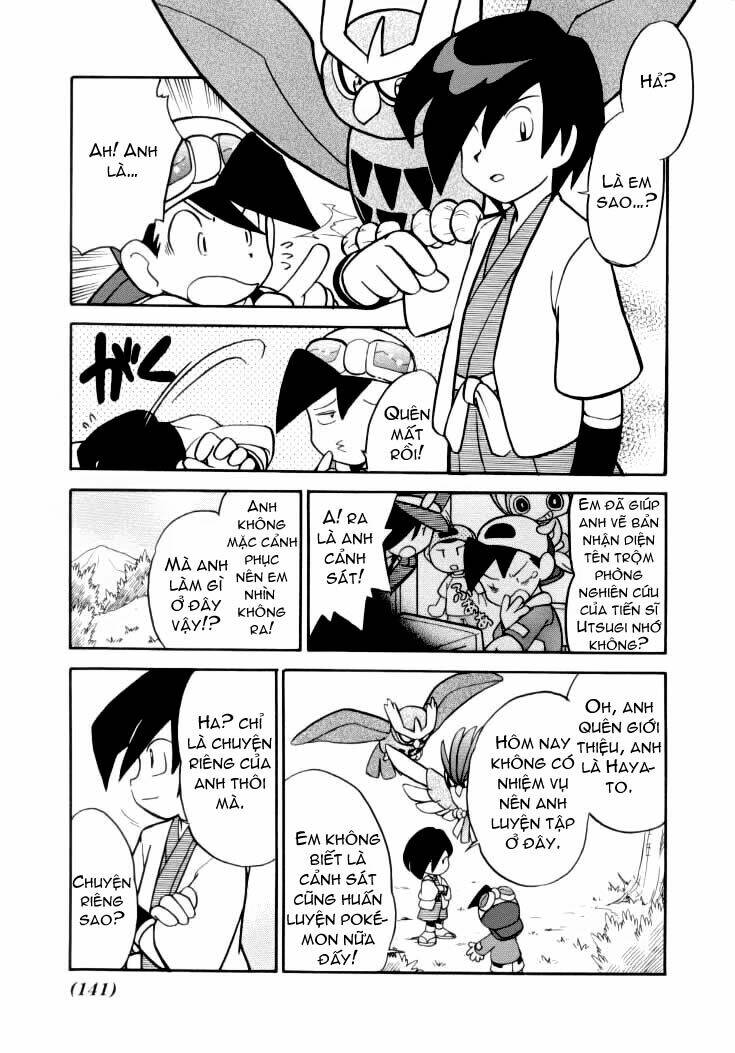 Hả?
Là em
sao...?
Ah! Anh
là...
がく
Quên
mất
rồi!
Em đã giúp
anh vẽ bản
nhận diện
tên trộm
phòng
nghiên cứu
của tiến sĩ
Utsugi nhớ
không?
A! Ra
là anh
cảnh
sát!
Anh
không
mặc cảnh
phục
nên em
nhìn
không
ra!
Mà anh
làm gì
ở đây
vậy!?
Oh, anh
quên giới
thiệu, anh
là Haya-
to.
Hôm nay
không có
nhiệm vụ
nên anh
luyện tập
ở đây.
Em không
biết là
cảnh sát
cũng huấn
luyện Poké-
mon nữa
đấy!
Ha? Chỉ
là chuyện
riêng của
anh thôi
mà.
Chuyện
riêng
sao?
(141)